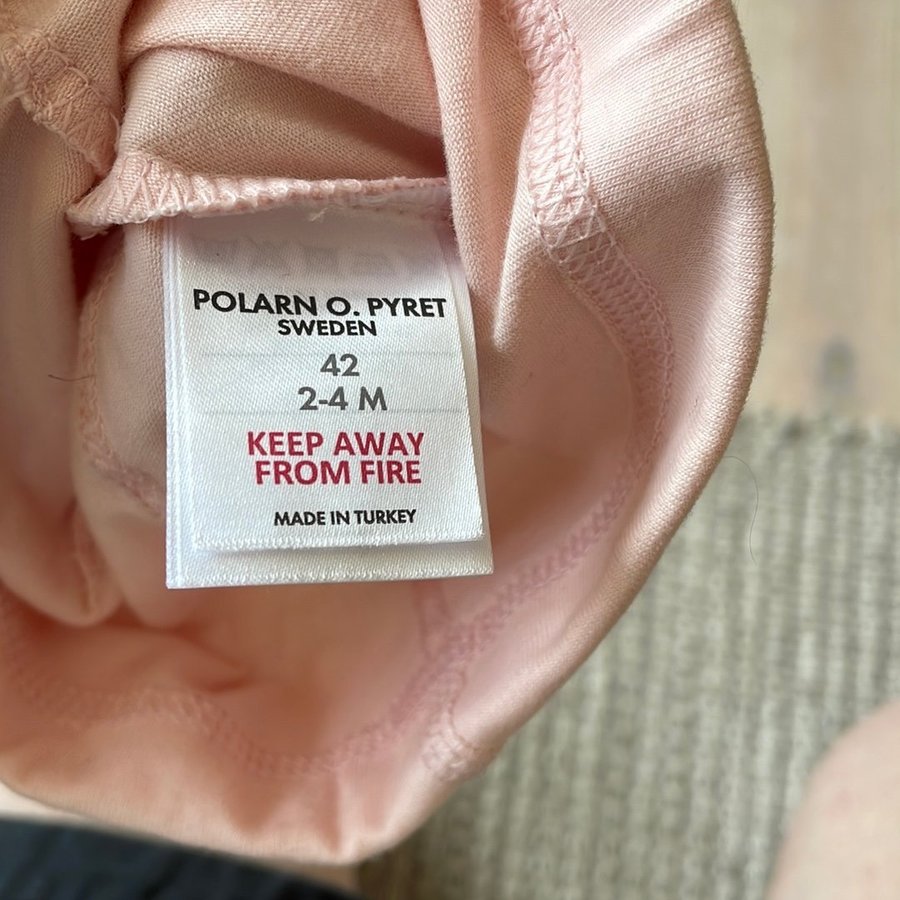 POLARN O. PYRET
SWEDEN
42
2-4 M
KEEP AWAY
FROM FIRE
MADE IN TURKEY